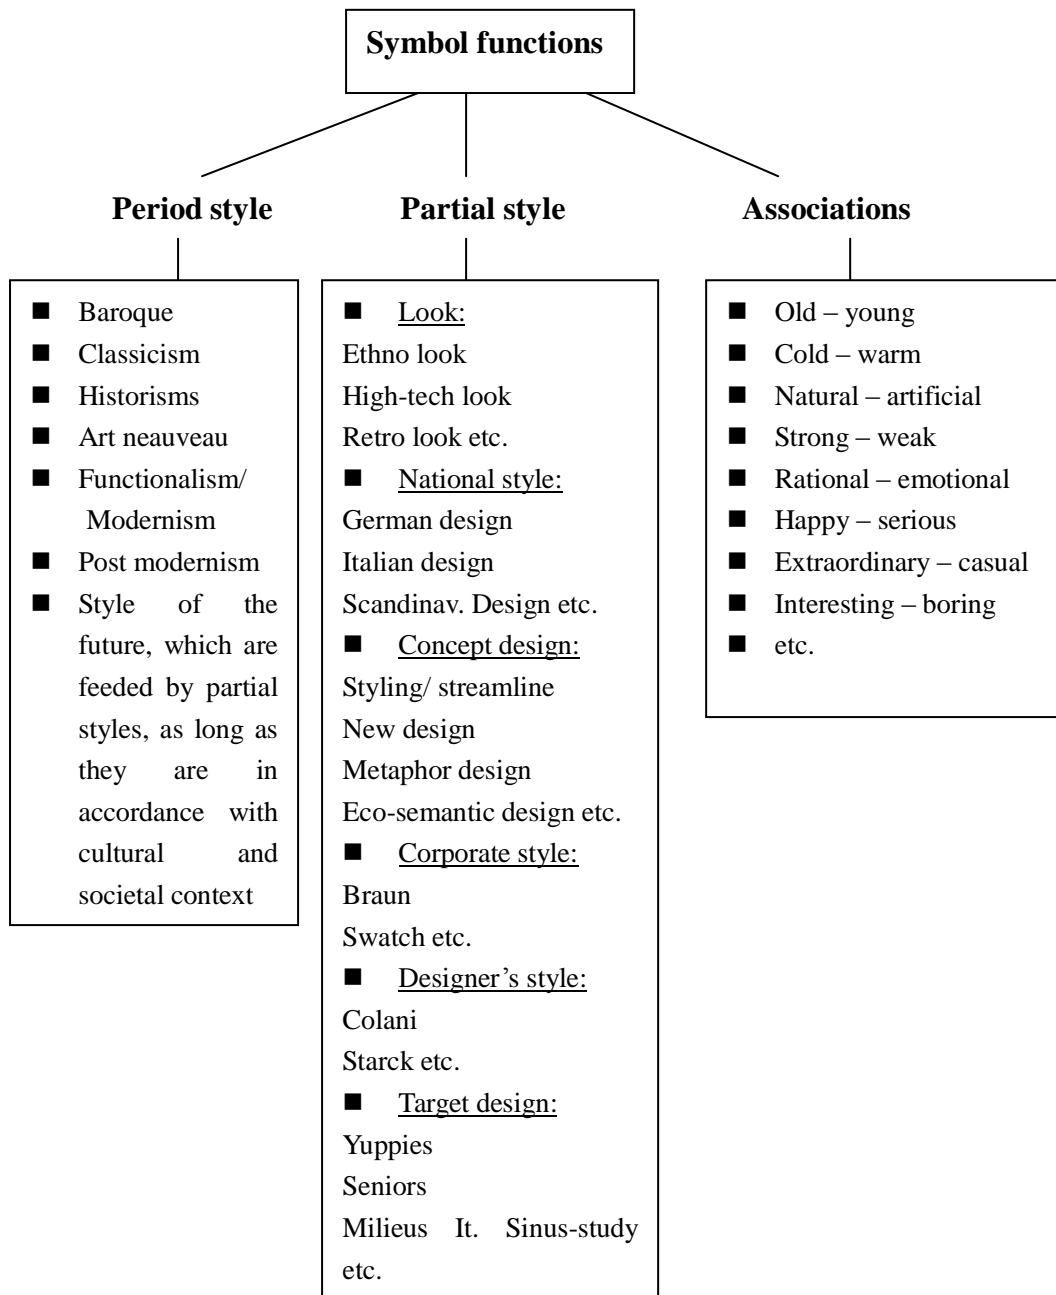 Symbol functions
Period style
■ Baroque
■ Classicism
■ Historisms
■ Art neauveau
■ Functionalism/
Modernism
■ Post modernism
■ Style of the
future, which are
feeded by partial
styles, as long as
they are in
accordance with
cultural and
societal context
Partial style
■ Look:
Ethno look
High-tech look
Retro look etc.
■ National style:
German design
Italian design
Scandinav. Design etc.
■ Concept design:
Styling/ streamline
New design
Metaphor design
Eco-semantic design etc.
■ Corporate style:
Braun
Swatch etc.
■ Designer’s style:
Colani
Starck etc.
■ Target design:
Yuppies
Seniors
Milieus It. Sinus-study
etc.
Associations
■ Old – young
■ Cold – warm
■ Natural – artificial
■ Strong – weak
■ Rational – emotional
■ Happy – serious
■ Extraordinary – casual
■ Interesting – boring
■ etc.